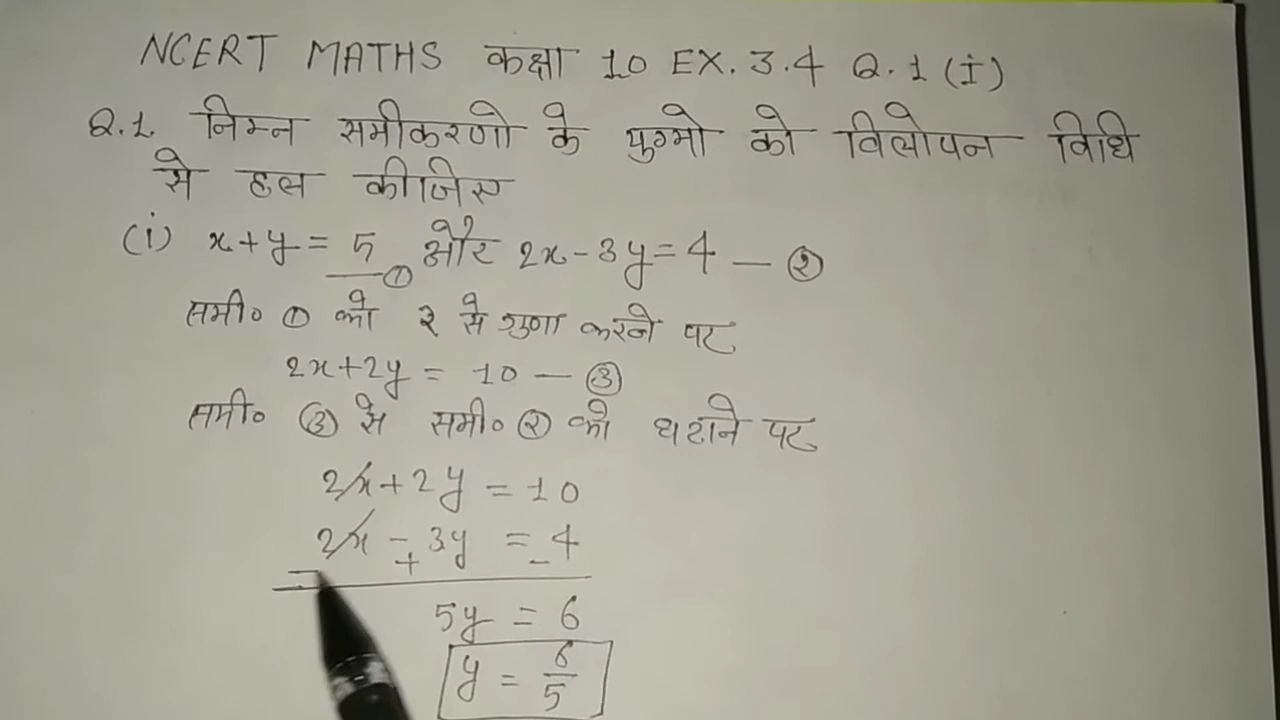 NCERT MATHS कक्षा 10 EX. 3.4 Q.1 (i)
Q.1. निम्न समीकरणो के युग्मो को विलोपन विधि
से हल कीजिए
(i) x+y = 5 ① और 2x-3y=4 — ②
समी० ① को २ से गुणा करने पर
2x+2y = 10 — ③
समी० ③ से समी० ② को घटाने पर
2x+2y = 10
2x - 3y = 4
- + -
5y = 6
y = 6/5